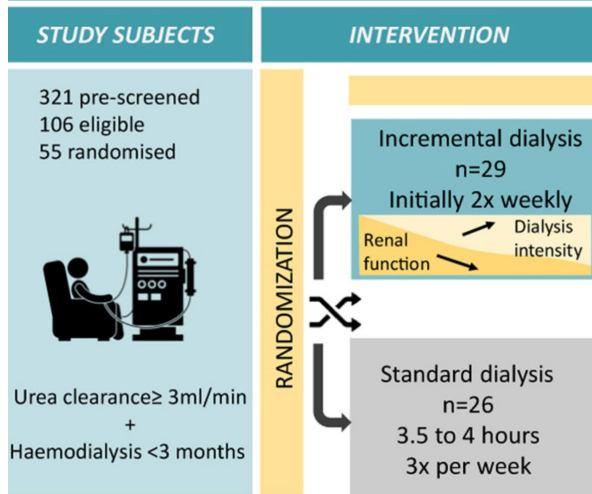 STUDY SUBJECTS
INTERVENTION
321 pre-screened
106 eligible
55 randomised
Urea clearance≥ 3ml/min
+
Haemodialysis <3 months
RANDOMIZATION
Incremental dialysis
n=29
Initially 2x weekly
Renal
function
Dialysis
intensity
Standard dialysis
n=26
3.5 to 4 hours
3x per week